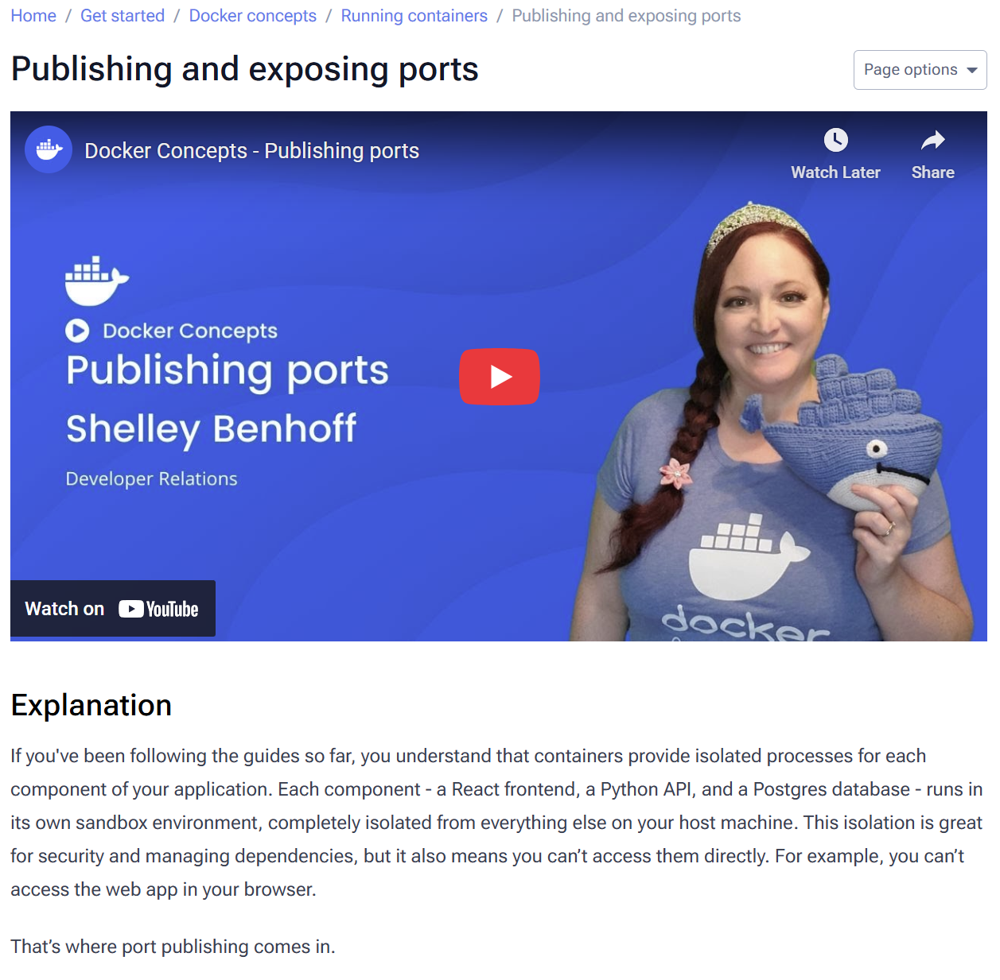 Home / Get started / Docker concepts / Running containers / Publishing and exposing ports
Publishing and exposing ports
Page options
Docker Concepts - Publishing ports
Watch Later
Share
Docker Concepts
Publishing ports
Shelley Benhoff
Developer Relations
docker
Watch on YouTube
Explanation
If you've been following the guides so far, you understand that containers provide isolated processes for each
component of your application. Each component - a React frontend, a Python API, and a Postgres database - runs in
its own sandbox environment, completely isolated from everything else on your host machine. This isolation is great
for security and managing dependencies, but it also means you can’t access them directly. For example, you can’t
access the web app in your browser.
That’s where port publishing comes in.